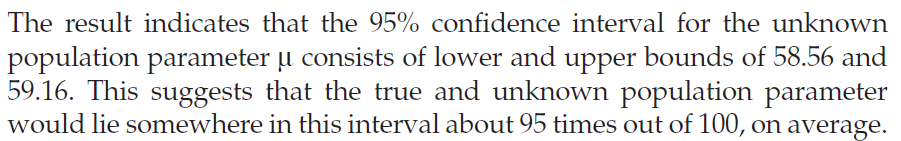 The result indicates that the 95% confidence interval for the unknown
population parameter μ consists of lower and upper bounds of 58.56 and
59.16. This suggests that the true and unknown population parameter
would lie somewhere in this interval about 95 times out of 100, on average.